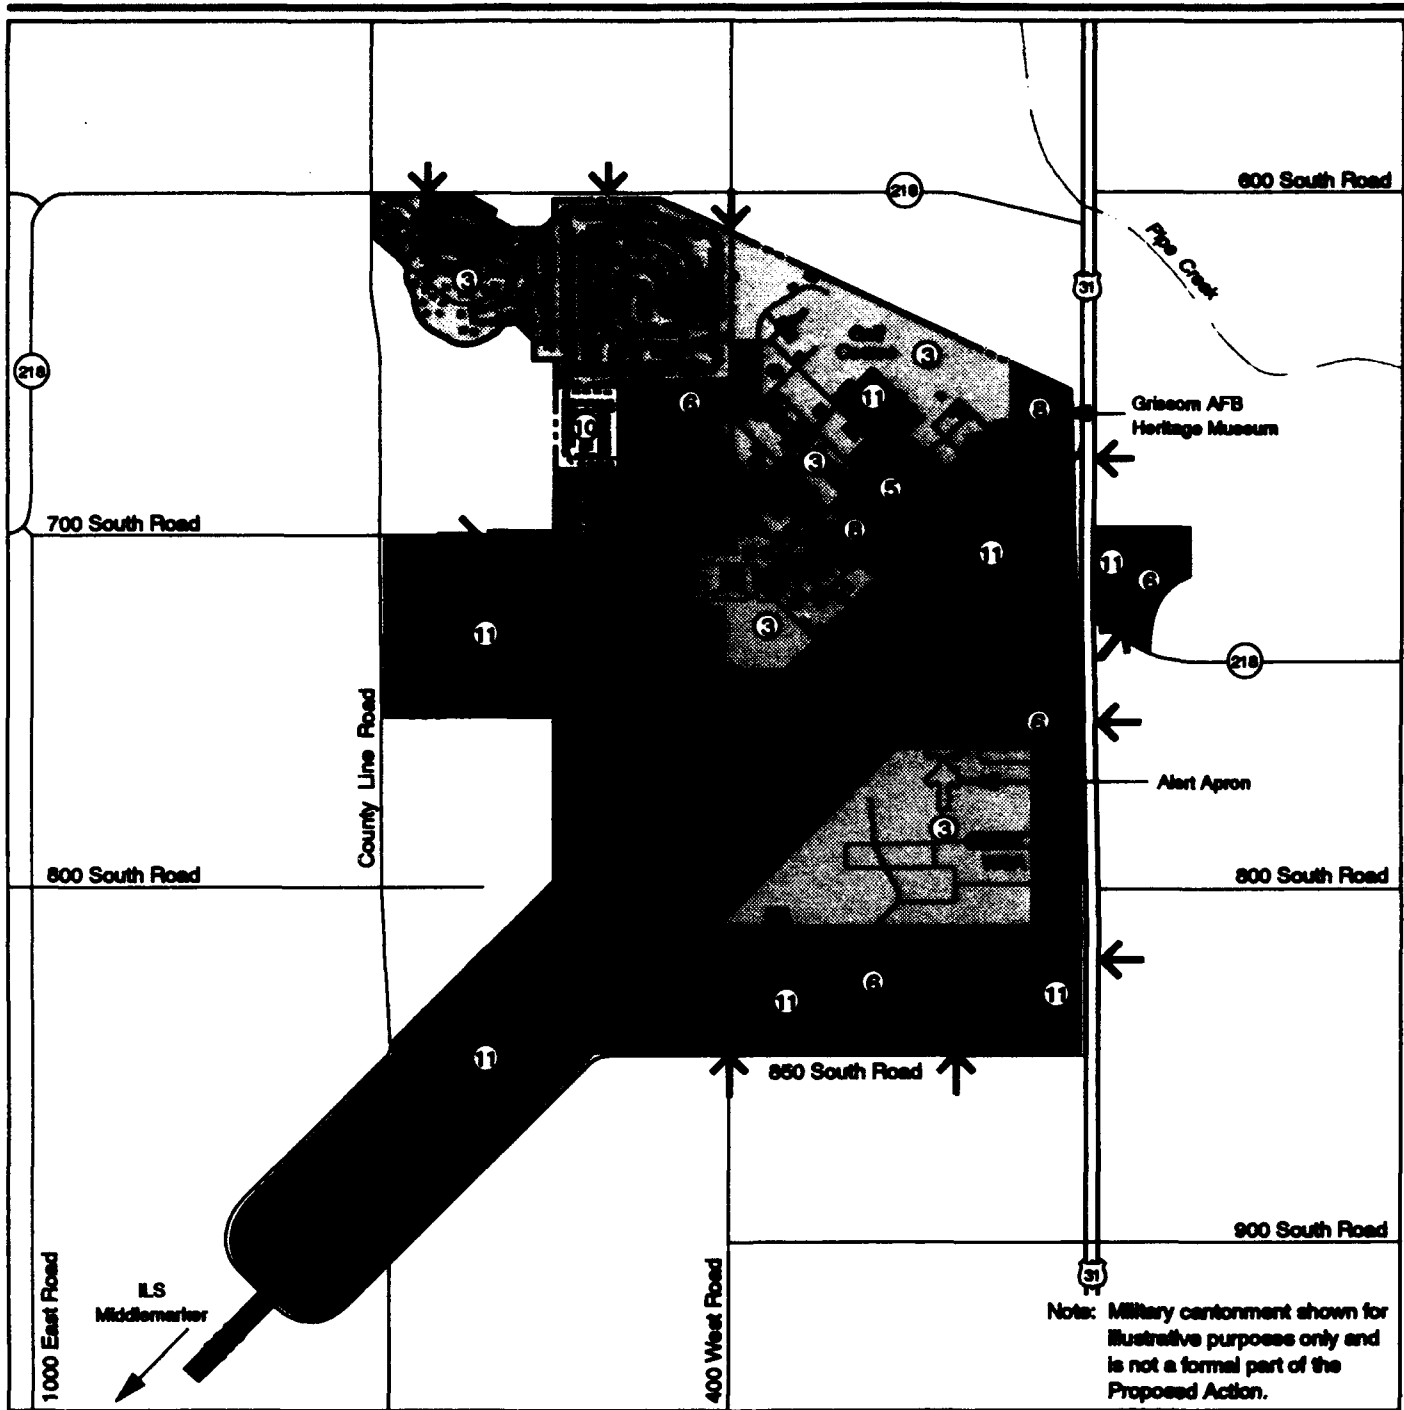 218
600 South Road
Pipe Creek
31
3
Golf
Course
3
218
11
6
8
Grissom AFB
Heritage Museum
10
3
5
700 South Road
8
11
11
6
11
3
218
6
County Line Road
Alert Apron
3
800 South Road
800 South Road
6
11
11
11
850 South Road
900 South Road
1000 East Road
ILS
Middlemarker
400 West Road
31
Note: Military cantonment shown for
illustrative purposes only and
is not a formal part of the
Proposed Action.